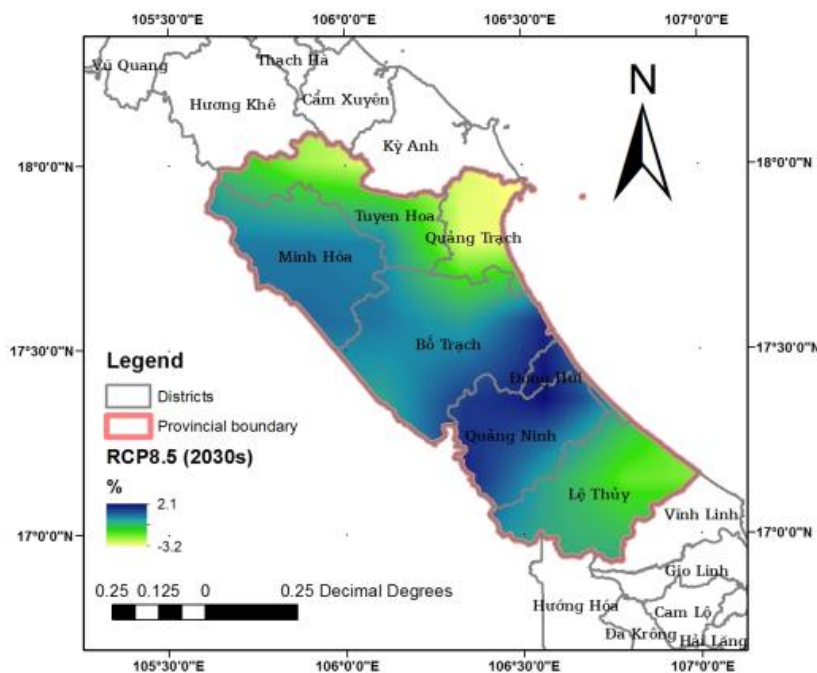 105°30'0"E 106°0'0"E 106°30'0"E 107°0'0"E
Vũ Quang
Thạch Hà
Hương Khê
Cẩm Xuyên
Kỳ Anh
N
18°0'0"N
18°0'0"N
Tuyen Hoa
Quảng Trạch
Minh Hóa
Bố Trạch
17°30'0"N
17°30'0"N
Đồng Hới
Quảng Ninh
Lệ Thủy
Legend
Districts
Provincial boundary
RCP8.5 (2030s)
%
2.1
-3.2
17°0'0"N
17°0'0"N
Vĩnh Linh
Gio Linh
Hướng Hóa
Cam Lộ
Đa Krông
Hải Lăng
0.25 0.125 0 0.25 Decimal Degrees
105°30'0"E 106°0'0"E 106°30'0"E 107°0'0"E